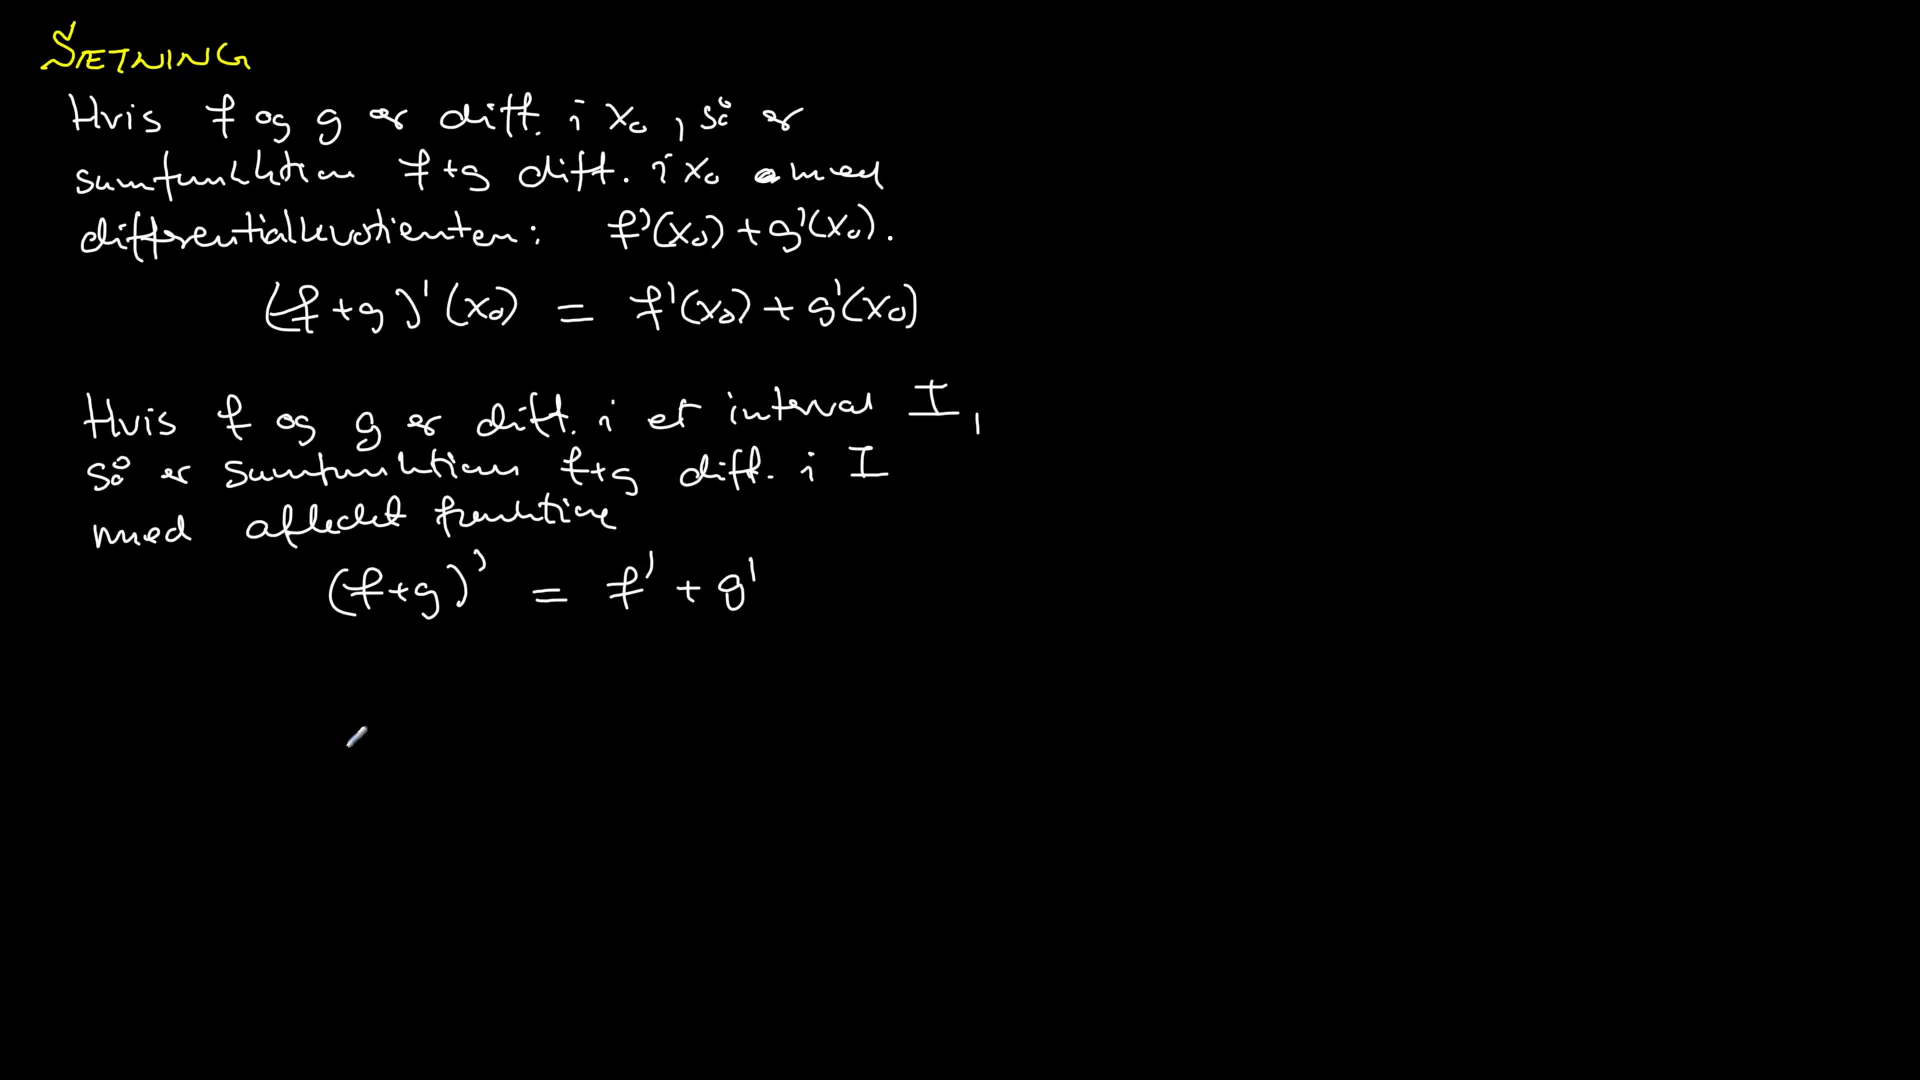 SÆTNING
Hvis f og g er diff. i x₀, så er
sumfunktion f+g diff. i x₀ med
differentialkvotienten: f'(x₀) + g'(x₀).
(f+g)'(x₀) = f'(x₀) + g'(x₀)
Hvis f og g er diff. i et interval I,
så er sumfunktion f+g diff. i I
med afledet funktion
(f+g)' = f' + g'